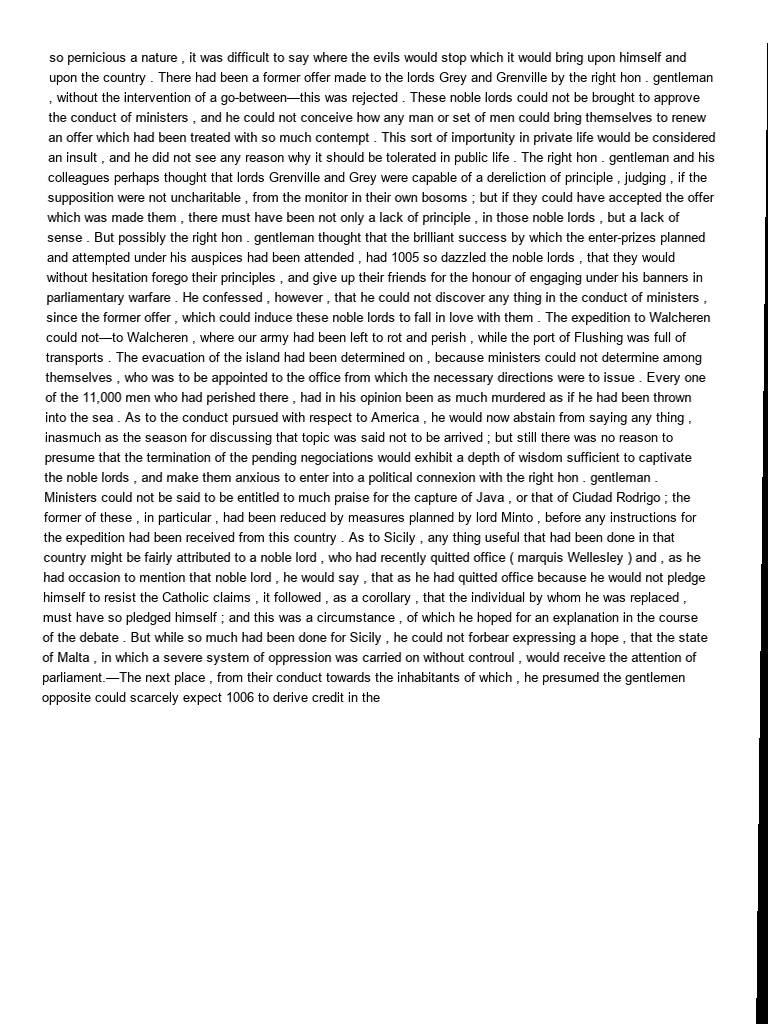 so pernicious a nature , it was difficult to say where the evils would stop which it would bring upon himself and
upon the country . There had been a former offer made to the lords Grey and Grenville by the right hon . gentleman
, without the intervention of a go-between—this was rejected . These noble lords could not be brought to approve
the conduct of ministers , and he could not conceive how any man or set of men could bring themselves to renew
an offer which had been treated with so much contempt . This sort of importunity in private life would be considered
an insult , and he did not see any reason why it should be tolerated in public life . The right hon . gentleman and his
colleagues perhaps thought that lords Grenville and Grey were capable of a dereliction of principle , judging , if the
supposition were not uncharitable , from the monitor in their own bosoms ; but if they could have accepted the offer
which was made them , there must have been not only a lack of principle , in those noble lords , but a lack of
sense . But possibly the right hon . gentleman thought that the brilliant success by which the enter-prizes planned
and attempted under his auspices had been attended , had 1005 so dazzled the noble lords , that they would
without hesitation forego their principles , and give up their friends for the honour of engaging under his banners in
parliamentary warfare . He confessed , however , that he could not discover any thing in the conduct of ministers ,
since the former offer , which could induce these noble lords to fall in love with them . The expedition to Walcheren
could not—to Walcheren , where our army had been left to rot and perish , while the port of Flushing was full of
transports . The evacuation of the island had been determined on , because ministers could not determine among
themselves , who was to be appointed to the office from which the necessary directions were to issue . Every one
of the 11,000 men who had perished there , had in his opinion been as much murdered as if he had been thrown
into the sea . As to the conduct pursued with respect to America , he would now abstain from saying any thing ,
inasmuch as the season for discussing that topic was said not to be arrived ; but still there was no reason to
presume that the termination of the pending negociations would exhibit a depth of wisdom sufficient to captivate
the noble lords , and make them anxious to enter into a political connexion with the right hon . gentleman .
Ministers could not be said to be entitled to much praise for the capture of Java , or that of Ciudad Rodrigo ; the
former of these , in particular , had been reduced by measures planned by lord Minto , before any instructions for
the expedition had been received from this country . As to Sicily , any thing useful that had been done in that
country might be fairly attributed to a noble lord , who had recently quitted office ( marquis Wellesley ) and , as he
had occasion to mention that noble lord , he would say , that as he had quitted office because he would not pledge
himself to resist the Catholic claims , it followed , as a corollary , that the individual by whom he was replaced ,
must have so pledged himself ; and this was a circumstance , of which he hoped for an explanation in the course
of the debate . But while so much had been done for Sicily , he could not forbear expressing a hope , that the state
of Malta , in which a severe system of oppression was carried on without controul , would receive the attention of
parliament.—The next place , from their conduct towards the inhabitants of which , he presumed the gentlemen
opposite could scarcely expect 1006 to derive credit in the